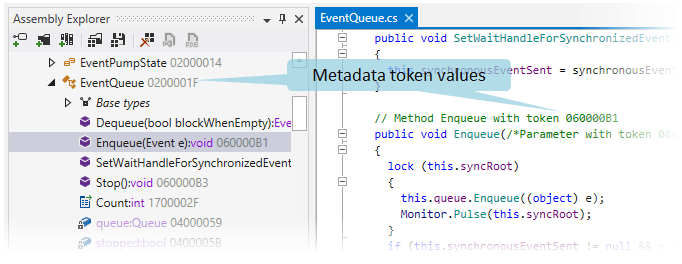 Assembly Explorer
EventPumpState 02000014
EventQueue 0200001F
Base types
Dequeue(bool blockWhenEmpty):Eve
Enqueue(Event e):void 060000B1
SetWaitHandleForSynchronizedEvent
Stop():void 060000B3
Count:int 1700002F
queue:Queue 04000059
stopped:bool 0400005B
Metadata token values
EventQueue.cs
public void SetWaitHandleForSynchronizedEvent
{
synchronousEventSent = synchronousEv
}
// Method Enqueue with token 060000B1
public void Enqueue(/*Parameter with token 080
{
lock (this.syncRoot)
{
this.queue.Enqueue((object) e);
Monitor.Pulse(this.syncRoot);
}
if (this.synchronousEventSent != null && e